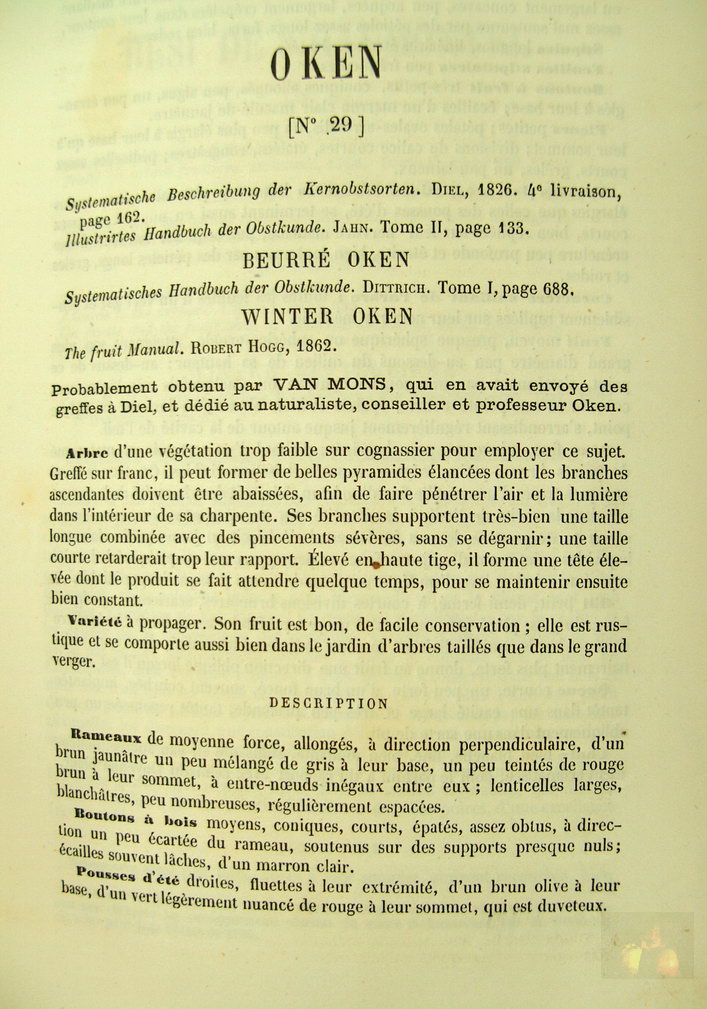 OKEN
[N° 29]
Systematische Beschreibung der Kernobstsorten. DIEL, 1826. 4e livraison,
page 162.
Illustrirtes Handbuch der Obstkunde. JAHN. Tome II, page 133.
BEURRÉ OKEN
Systematisches Handbuch der Obstkunde. DITTRICH. Tome I, page 688.
WINTER OKEN
The fruit Manual. ROBERT HOGG, 1862.
Probablement obtenu par VAN MONS, qui en avait envoyé des
greffes à Diel, et dédié au naturaliste, conseiller et professeur Oken.
Arbre d'une végétation trop faible sur cognassier pour employer ce sujet.
Greffé sur franc, il peut former de belles pyramides élancées dont les branches
ascendantes doivent être abaissées, afin de faire pénétrer l'air et la lumière
dans l'intérieur de sa charpente. Ses branches supportent très-bien une taille
longue combinée avec des pincements sévères, sans se dégarnir; une taille
courte retarderait trop leur rapport. Élevé en haute tige, il forme une tête éle-
vée dont le produit se fait attendre quelque temps, pour se maintenir ensuite
bien constant.
Variété à propager. Son fruit est bon, de facile conservation; elle est rus-
tique et se comporte aussi bien dans le jardin d'arbres taillés que dans le grand
verger.
DESCRIPTION
Rameaux de moyenne force, allongés, à direction perpendiculaire, d'un
brun jaunâtre un peu mélangé de gris à leur base, un peu teintés de rouge
brun à leur sommet, à entre-nœuds inégaux entre eux; lenticelles larges,
blanchâtres, peu nombreuses, régulièrement espacées.
Boutons à bois moyens, coniques, courts, épatés, assez obtus, à direc-
tion un peu écartée du rameau, soutenus sur des supports presque nuls;
écailles souvent lâches, d'un marron clair.
Pousses d'été droites, fluettes à leur extrémité, d'un brun olive à leur
base, d'un vert légèrement nuancé de rouge à leur sommet, qui est duveteux.